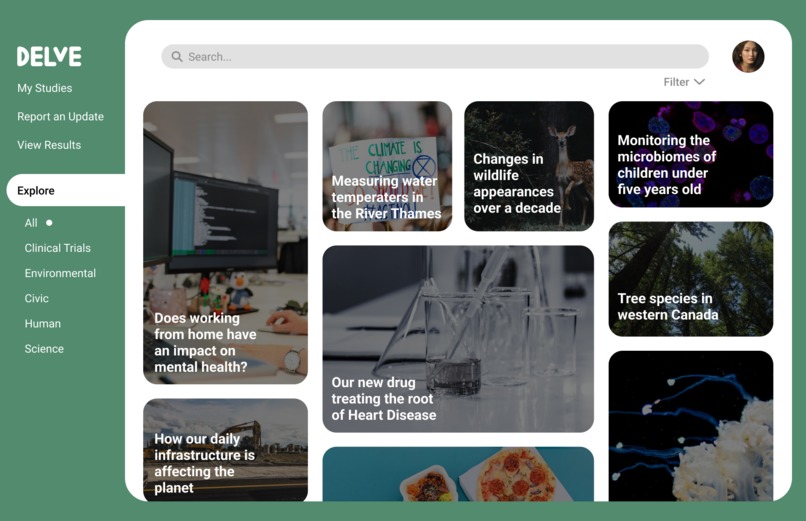 DELVE
My Studies
Report an Update
View Results
Explore
All
Clinical Trials
Environmental
Civic
Human
Science
Search...
Filter
Does working
from home have
an impact on
mental health?
How our daily
infrastructure is
affecting the
planet
THE CLIMATE IS
CHANGING
Measuring water
temperaters in
the River Thames
Changes in
wildlife
appearances
over a decade
Our new drug
treating the root
of Heart Disease
Monitoring the
microbiomes of
children under
five years old
Tree species in
western Canada